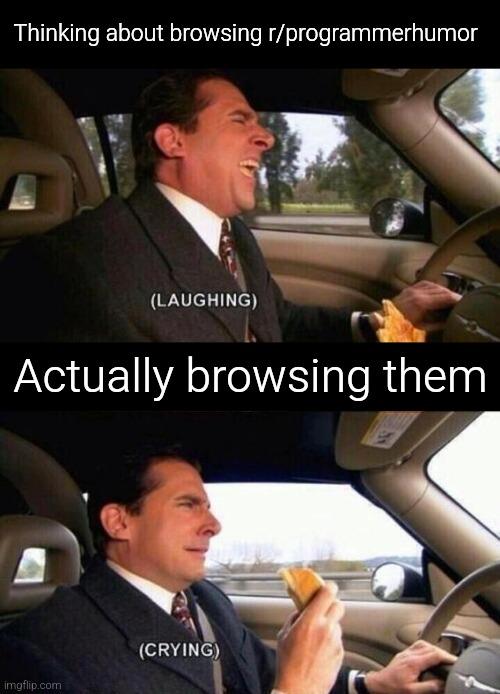 Thinking about browsing r/programmerhumor
(LAUGHING)
Actually browsing them
(CRYING)
imgflip.com